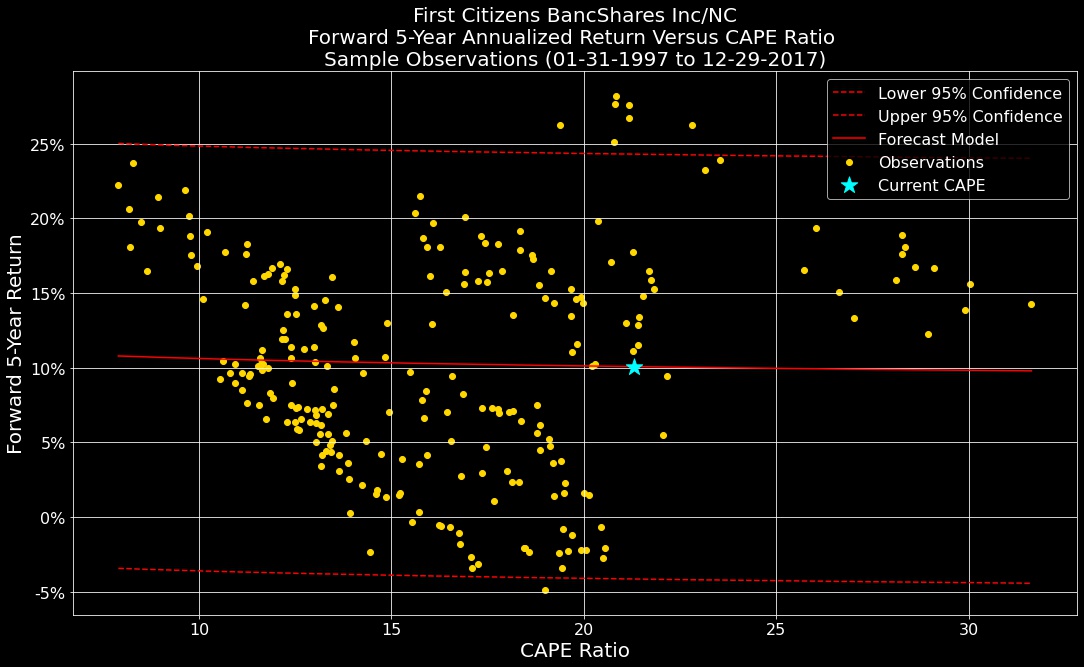 First Citizens BancShares Inc/NC
Forward 5-Year Annualized Return Versus CAPE Ratio
Sample Observations (01-31-1997 to 12-29-2017)
Lower 95% Confidence
Upper 95% Confidence
Forecast Model
Observations
Current CAPE
Forward 5-Year Return
25%
20%
15%
10%
5%
0%
-5%
10 15 20 25 30
CAPE Ratio